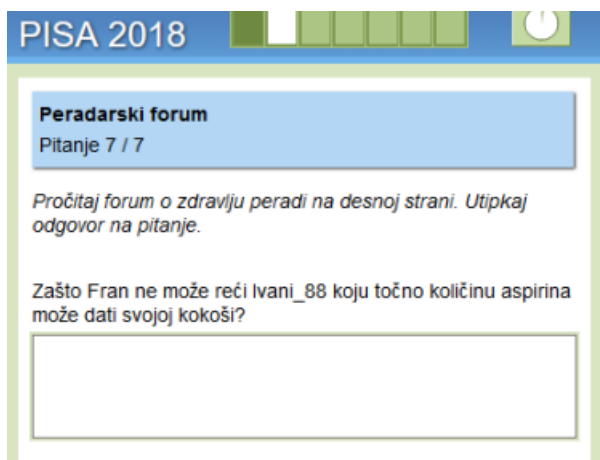 PISA 2018
Peradarski forum
Pitanje 7 / 7
Pročitaj forum o zdravlju peradi na desnoj strani. Utipkaj
odgovor na pitanje.
Zašto Fran ne može reći Ivani_88 koju točno količinu aspirina
može dati svojoj kokoši?